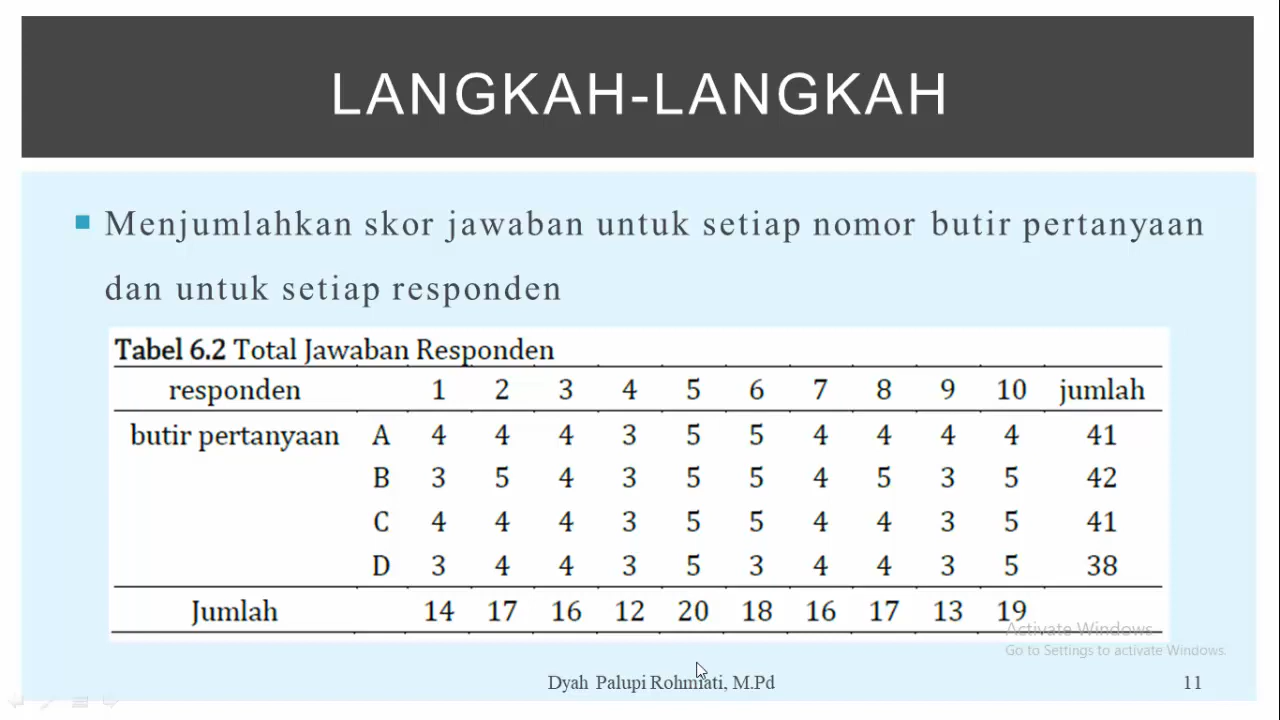 LANGKAH-LANGKAH
Menjumlahkan skor jawaban untuk setiap nomor butir pertanyaan
dan untuk setiap responden
Tabel 6.2 Total Jawaban Responden
responden 1 2 3 4 5 6 7 8 9 10 jumlah
butir pertanyaan A 4 4 4 3 5 5 4 4 4 4 41
B 3 5 4 3 5 5 4 5 3 5 42
C 4 4 4 3 5 5 4 4 3 5 41
D 3 4 4 3 5 3 4 4 3 5 38
Jumlah 14 17 16 12 20 18 16 17 13 19
Activate Windows
Go to Settings to activate Windows.
Dyah Palupi Rohmiati, M.Pd 11